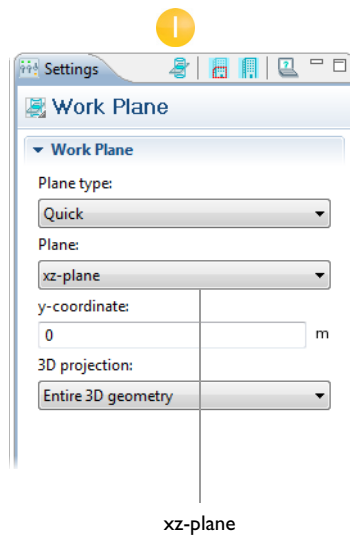 1
Settings
Work Plane
Work Plane
Plane type:
Quick
Plane:
xz-plane
y-coordinate:
0 m
3D projection:
Entire 3D geometry
xz-plane